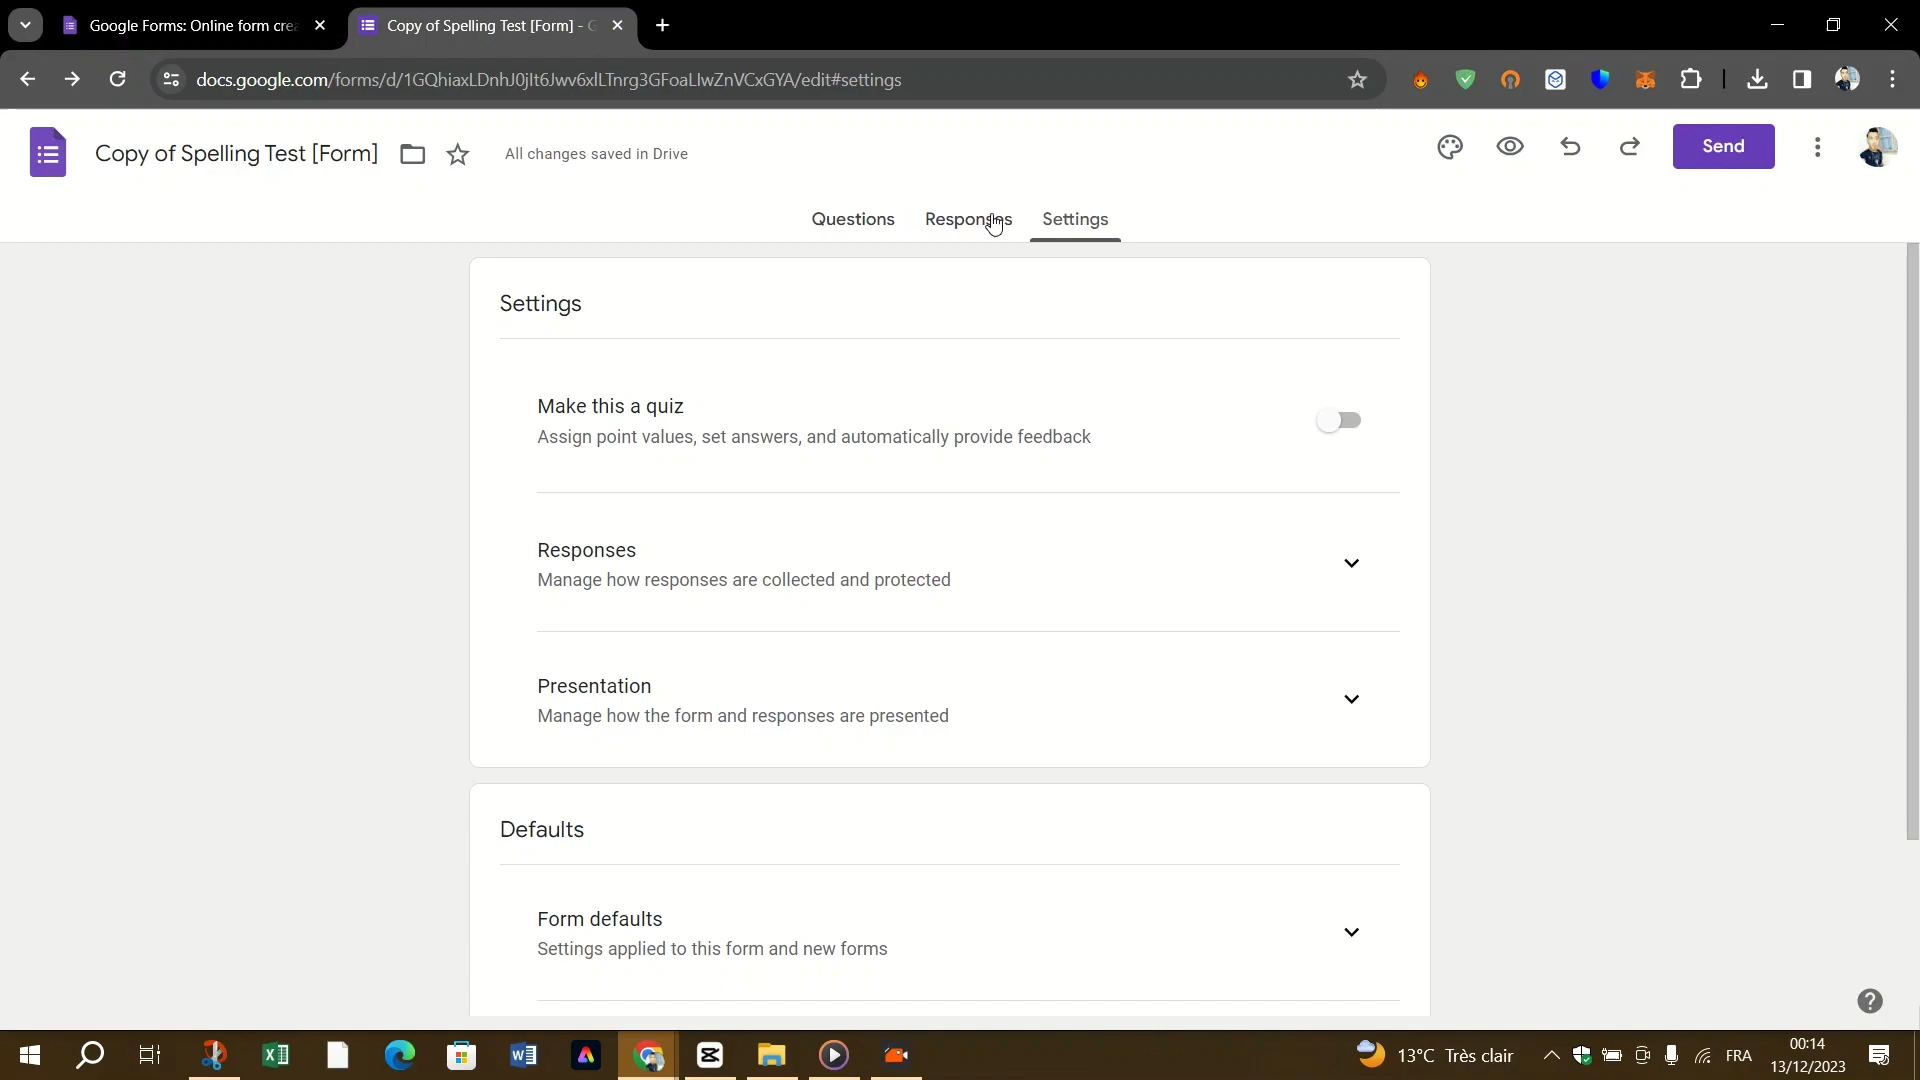 Google Forms: Online form crea
Copy of Spelling Test [Form] - G
docs.google.com/forms/d/1GQhiaxLDnhJ0jlt6Jwv6xlLTnrg3GFoaLIwZnVCxGYA/edit#settings
Copy of Spelling Test [Form]
All changes saved in Drive
Send
Questions
Responses
Settings
Settings
Make this a quiz
Assign point values, set answers, and automatically provide feedback
Responses
Manage how responses are collected and protected
Presentation
Manage how the form and responses are presented
Defaults
Form defaults
Settings applied to this form and new forms
13°C Très clair
FRA
00:14
13/12/2023